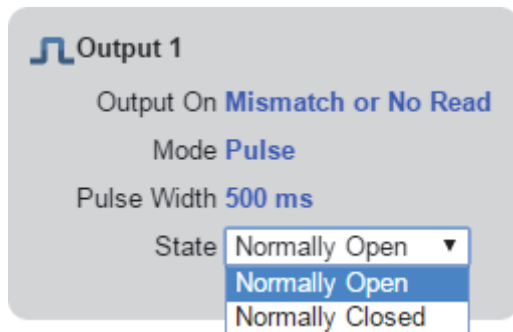 Output 1
Output On Mismatch or No Read
Mode Pulse
Pulse Width 500 ms
State Normally Open
Normally Open
Normally Closed